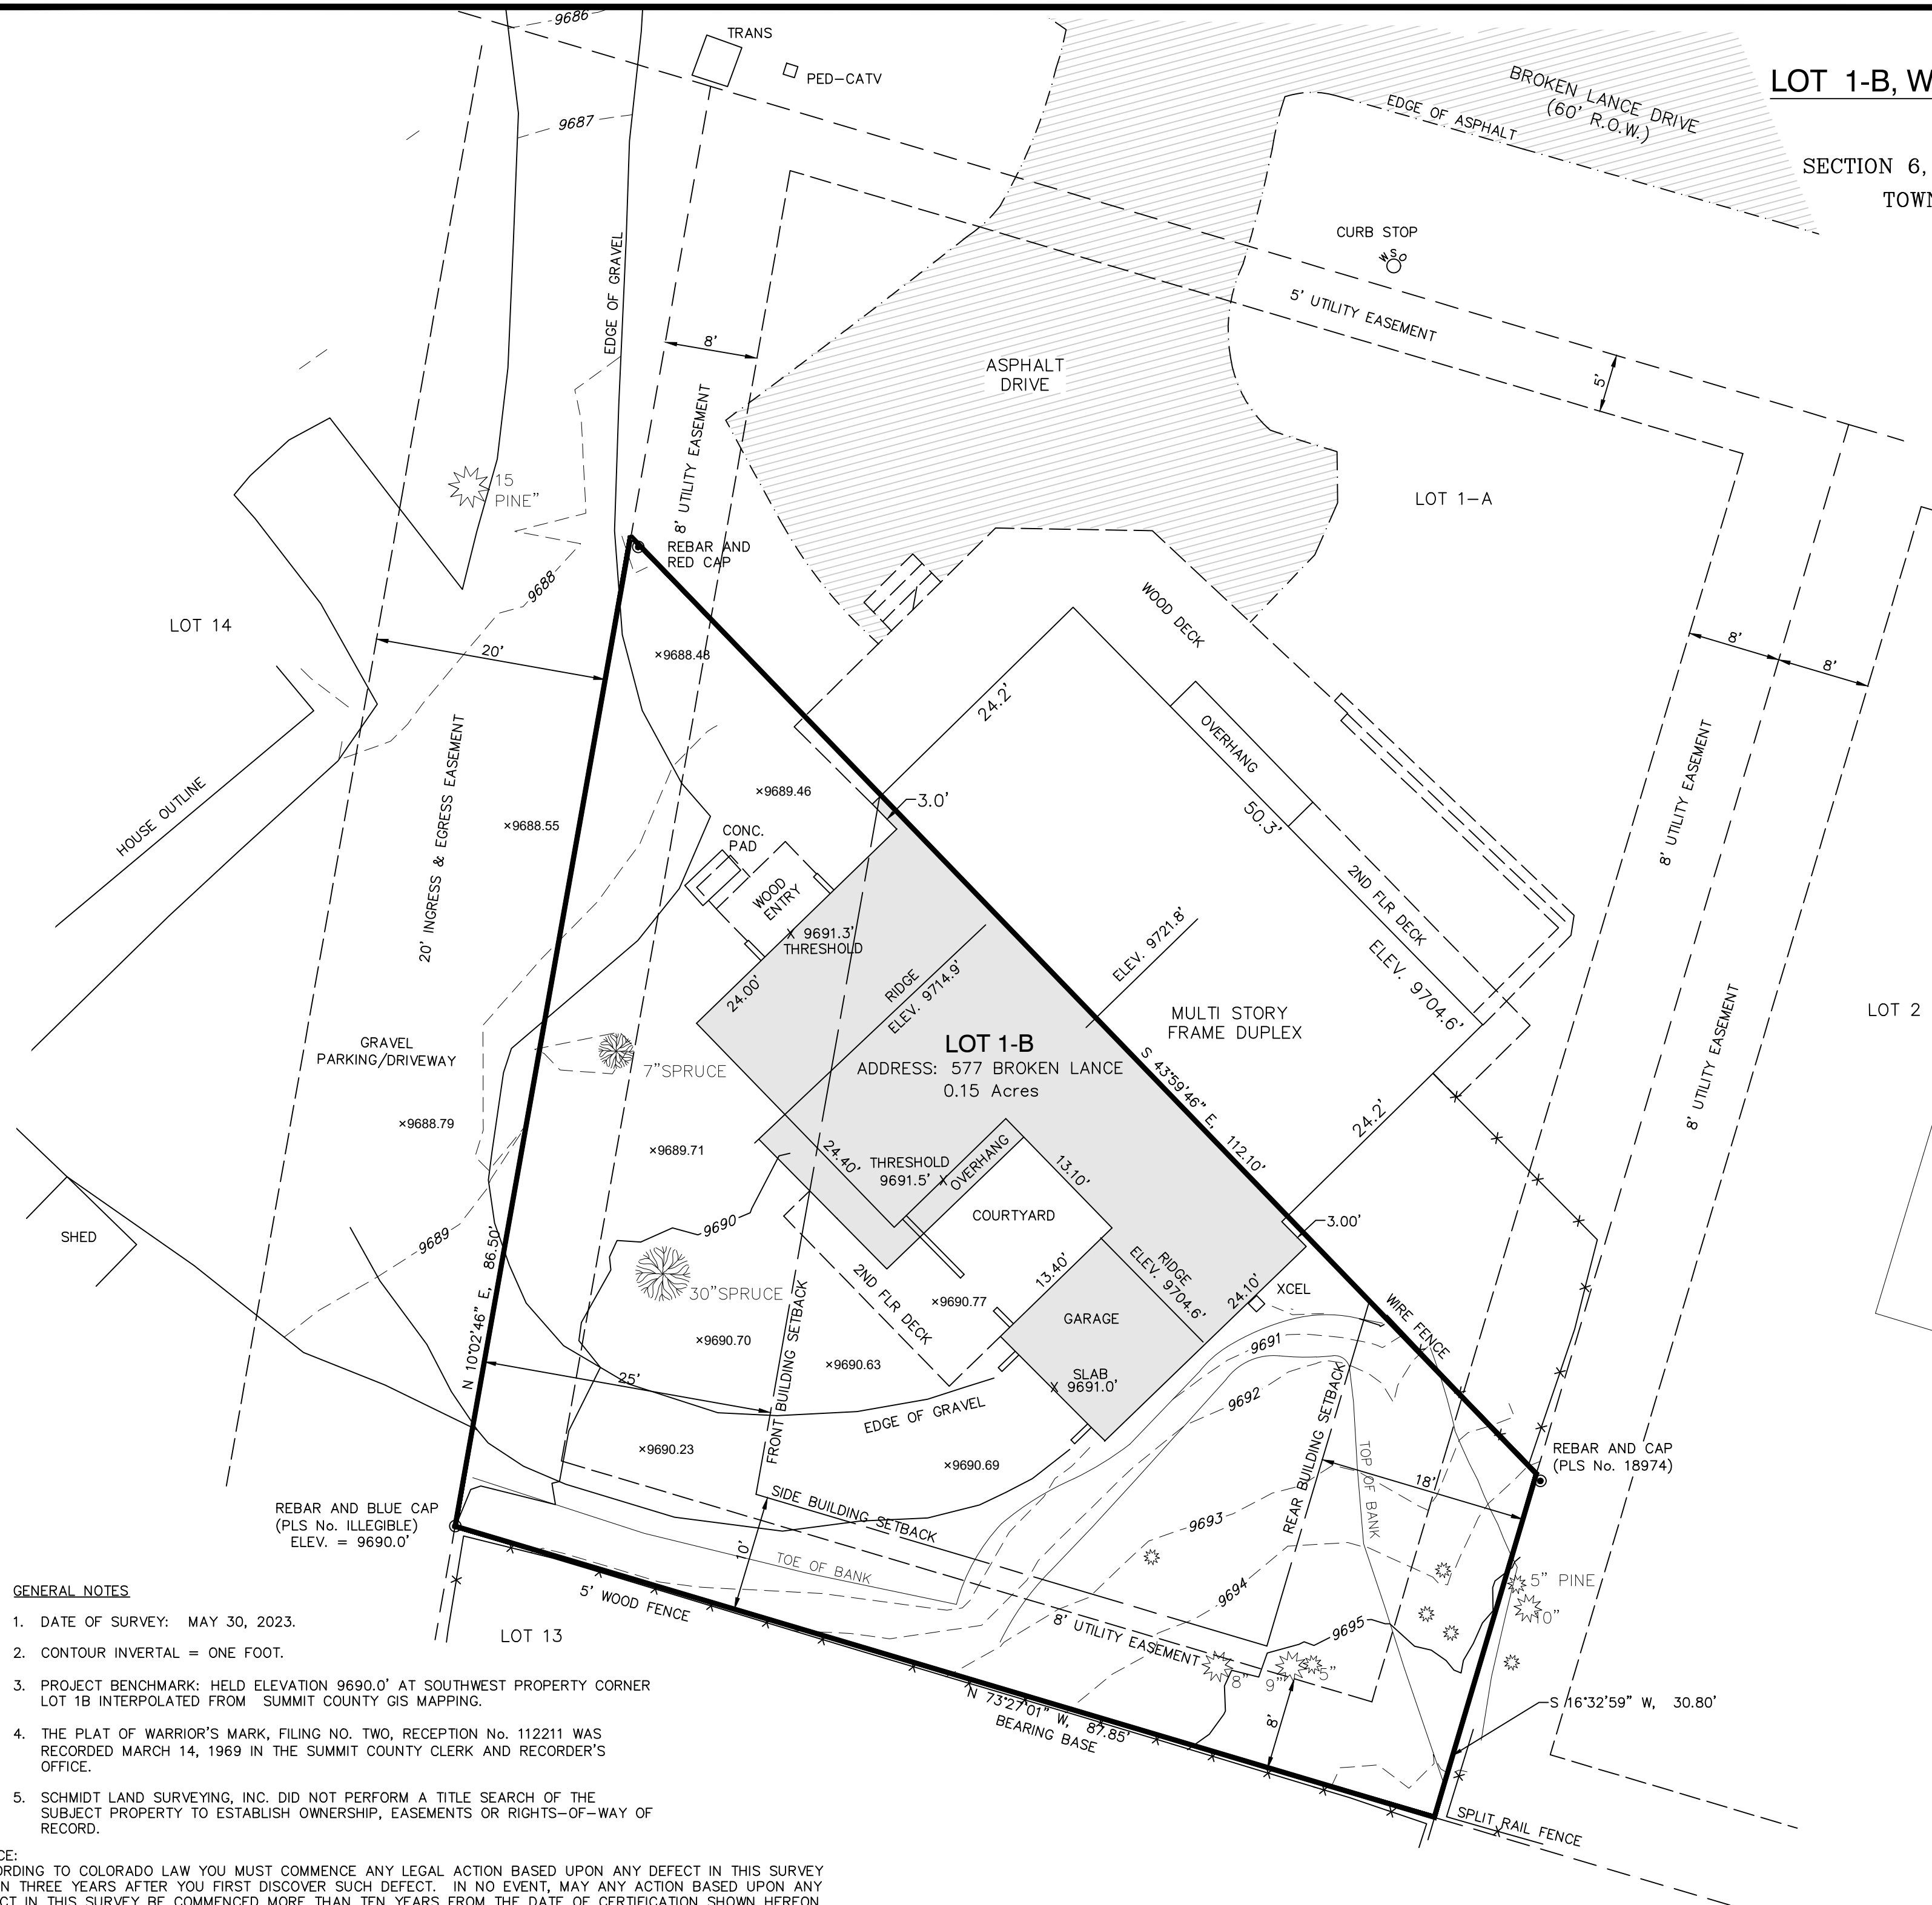 9686
TRANS
PED-CATV
LOT 1-B, W
BROKEN LANCE DRIVE
(60' R.O.W.)
EDGE OF ASPHALT
9687
SECTION 6,
TOWN
EDGE OF GRAVEL
CURB STOP
WSO
5' UTILITY EASEMENT
8'
ASPHALT
DRIVE
5'
8' UTILITY EASEMENT
15
PINE"
LOT 1-A
REBAR AND
RED CAP
9688
WOOD DECK
LOT 14
20'
×9688.48
8'
8'
24.2'
OVERHANG
20' INGRESS & EGRESS EASEMENT
8' UTILITY EASEMENT
HOUSE OUTLINE
×9688.55
×9689.46
3.0'
50.3'
CONC.
PAD
WOOD
ENTRY
2ND FLR DECK
X 9691.3'
THRESHOLD
ELEV. 9721.8'
ELEV. 9704.6'
24.00'
RIDGE
ELEV. 9714.9'
MULTI STORY
FRAME DUPLEX
LOT 2
8' UTILITY EASEMENT
GRAVEL
PARKING/DRIVEWAY
LOT 1-B
ADDRESS: 577 BROKEN LANCE
0.15 Acres
7"SPRUCE
S 43°59'46" E, 112.10'
×9688.79
×9689.71
24.40'
THRESHOLD
9691.5' X
OVERHANG
13.10'
24.2'
COURTYARD
3.00'
SHED
9689
9690
N 10°02'46" E, 86.50'
30"SPRUCE
2ND FLR DECK
13.40'
RIDGE
ELEV. 9704.6'
24.10'
XCEL
×9690.77
GARAGE
WIRE FENCE
×9690.70
×9690.63
9691
SLAB
X 9691.0'
25'
FRONT BUILDING SETBACK
EDGE OF GRAVEL
9692
REAR BUILDING SETBACK
TOP OF BANK
×9690.23
×9690.69
REBAR AND CAP
(PLS No. 18974)
18'
REBAR AND BLUE CAP
(PLS No. ILLEGIBLE)
ELEV. = 9690.0'
SIDE BUILDING SETBACK
9693
10'
TOE OF BANK
5" PINE
10"
5' WOOD FENCE
9694
8' UTILITY EASEMENT
9695
LOT 13
8"
9"
5"
N 73°27'01" W, 87.85'
BEARING BASE
8'
S 16°32'59" W, 30.80'
SPLIT RAIL FENCE
GENERAL NOTES
1. DATE OF SURVEY: MAY 30, 2023.
2. CONTOUR INVERTAL = ONE FOOT.
3. PROJECT BENCHMARK: HELD ELEVATION 9690.0' AT SOUTHWEST PROPERTY CORNER
LOT 1B INTERPOLATED FROM SUMMIT COUNTY GIS MAPPING.
4. THE PLAT OF WARRIOR'S MARK, FILING NO. TWO, RECEPTION No. 112211 WAS
RECORDED MARCH 14, 1969 IN THE SUMMIT COUNTY CLERK AND RECORDER'S
OFFICE.
5. SCHMIDT LAND SURVEYING, INC. DID NOT PERFORM A TITLE SEARCH OF THE
SUBJECT PROPERTY TO ESTABLISH OWNERSHIP, EASEMENTS OR RIGHTS-OF-WAY OF
RECORD.
CE:
ORDING TO COLORADO LAW YOU MUST COMMENCE ANY LEGAL ACTION BASED UPON ANY DEFECT IN THIS SURVEY
N THREE YEARS AFTER YOU FIRST DISCOVER SUCH DEFECT. IN NO EVENT, MAY ANY ACTION BASED UPON ANY
CT IN THIS SURVEY BE COMMENCED MORE THAN TEN YEARS FROM THE DATE OF CERTIFICATION SHOWN HEREON.